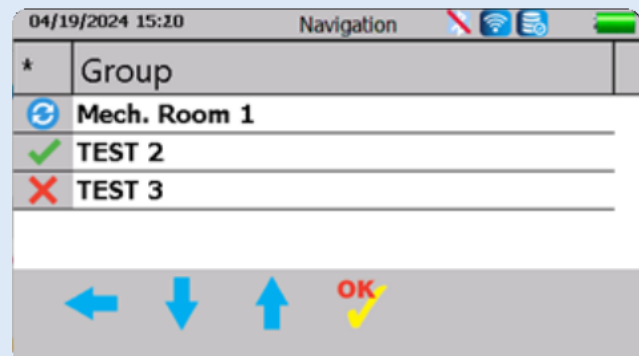 04/19/2024 15:20 Navigation
* Group
Mech. Room 1
TEST 2
TEST 3
OK